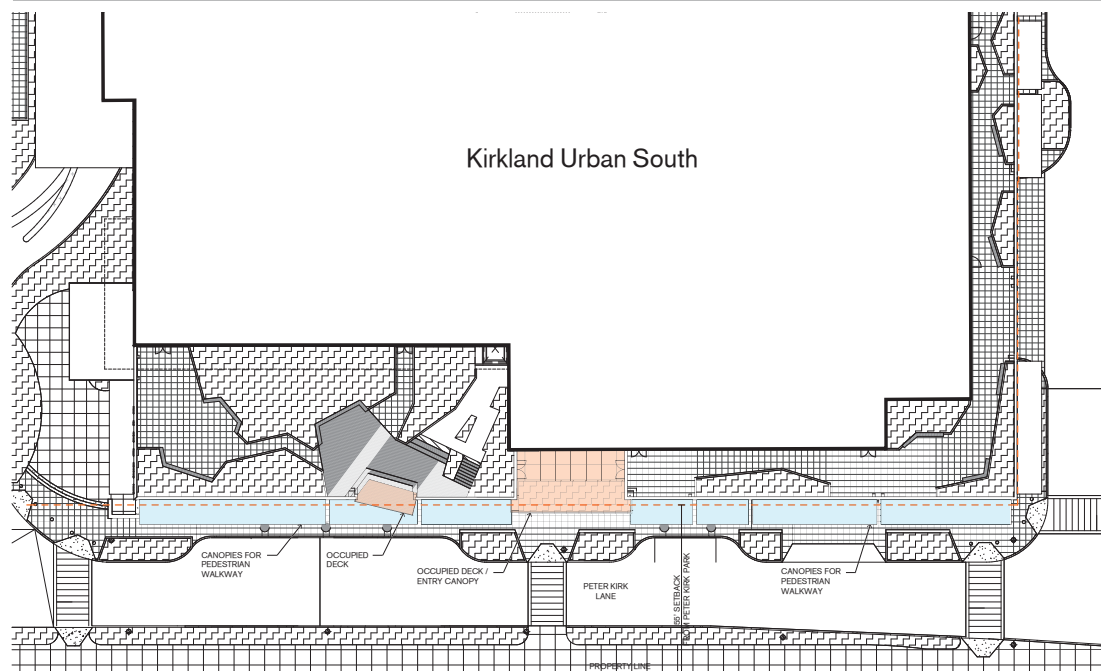 Kirkland Urban South
CANOPIES FOR
PEDESTRIAN
WALKWAY
OCCUPIED
DECK
OCCUPIED DECK /
ENTRY CANOPY
PETER KIRK
LANE
55' SETBACK
FROM PETER KIRK PARK
CANOPIES FOR
PEDESTRIAN
WALKWAY
PROPERTY LINE